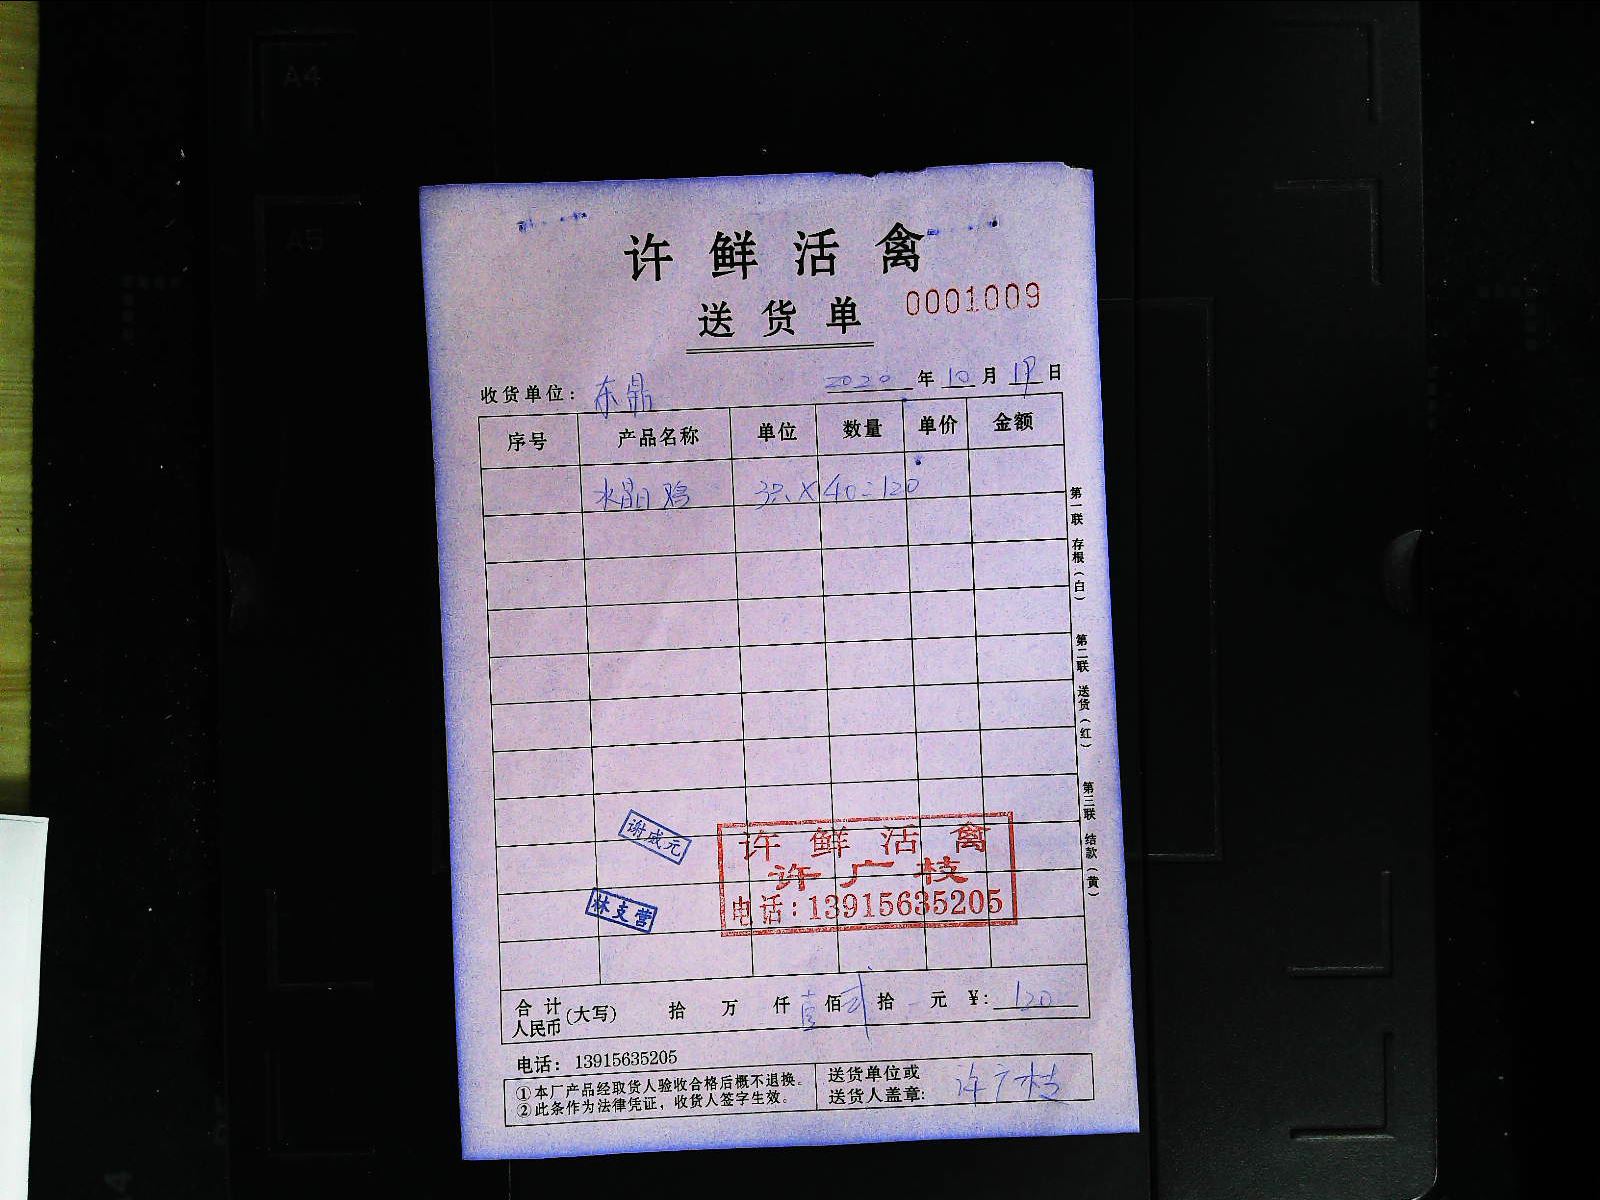 许鲜活禽
送货单 0001009
收货单位: 东鼎 2020 年 10 月 19 日
序号 产品名称 单位 数量 单价 金额
水晶鸡 3只×40=120
第一联 存根(白) 第二联 送货(红) 第三联 结款(黄)
谢成元
林支营
许鲜活禽
许广枝
电话:13915635205
合计 人民币 (大写) 拾 万 仟 壹 佰 贰 拾 元 ¥: 120
电话: 13915635205
①本厂产品经取货人验收合格后概不退换。
②此条作为法律凭证,收货人签字生效。
送货单位或
送货人盖章: 许广枝
A4
A5